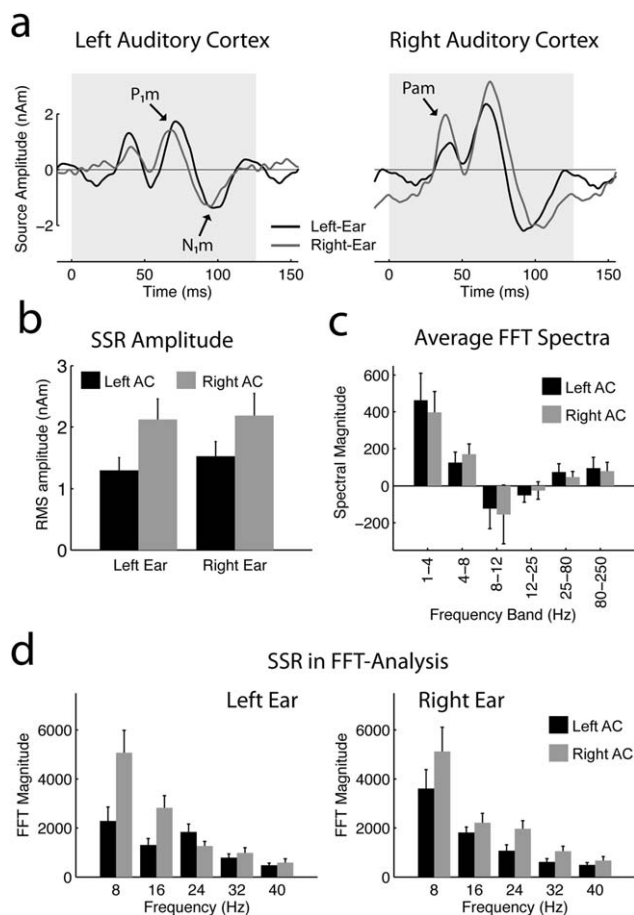 a
Left Auditory Cortex
Right Auditory Cortex
Source Amplitude (nAm)
2
0
−2
P₁m
N₁m
Pam
Left-Ear
Right-Ear
0 50 100 150
Time (ms)
0 50 100 150
Time (ms)
b
SSR Amplitude
RMS amplitude (nAm)
3
2
1
0
Left AC Right AC
Left Ear Right Ear
c
Average FFT Spectra
Spectral Magnitude
600
400
200
0
−200
Left AC
Right AC
1−4 4−8 8−12 12−25 25−80 80−250
Frequency Band (Hz)
d
SSR in FFT-Analysis
Left Ear
FFT Magnitude
6000
4000
2000
0
8 16 24 32 40
Frequency (Hz)
Right Ear
FFT Magnitude
6000
4000
2000
0
Left AC
Right AC
8 16 24 32 40
Frequency (Hz)